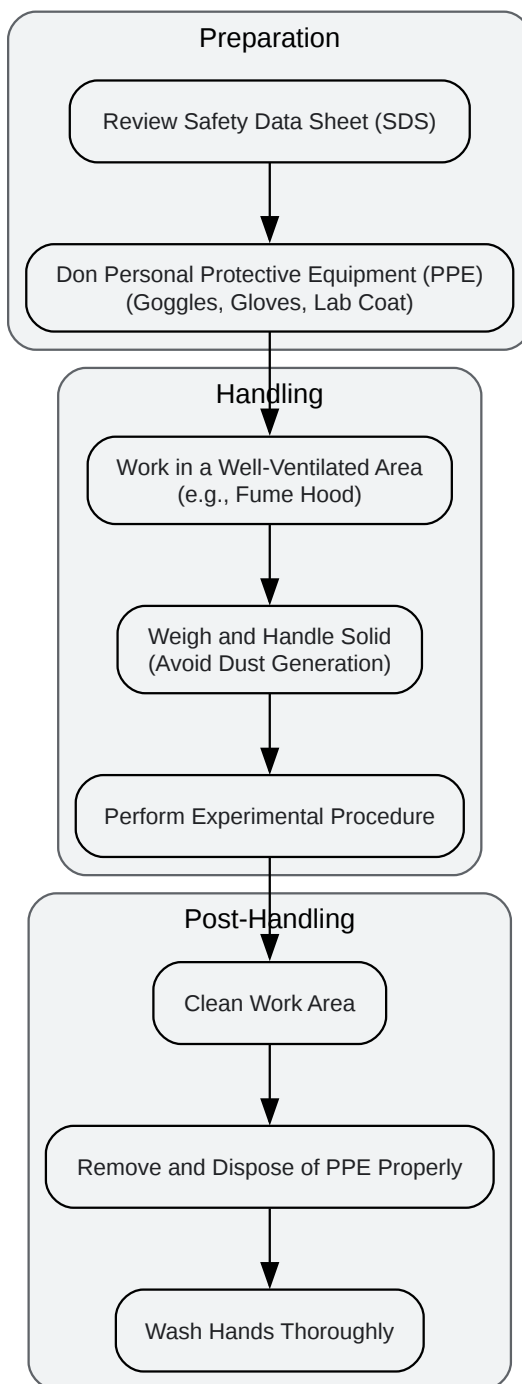 Preparation
Review Safety Data Sheet (SDS)
Don Personal Protective Equipment (PPE)
(Goggles, Gloves, Lab Coat)
Handling
Work in a Well-Ventilated Area
(e.g., Fume Hood)
Weigh and Handle Solid
(Avoid Dust Generation)
Perform Experimental Procedure
Post-Handling
Clean Work Area
Remove and Dispose of PPE Properly
Wash Hands Thoroughly